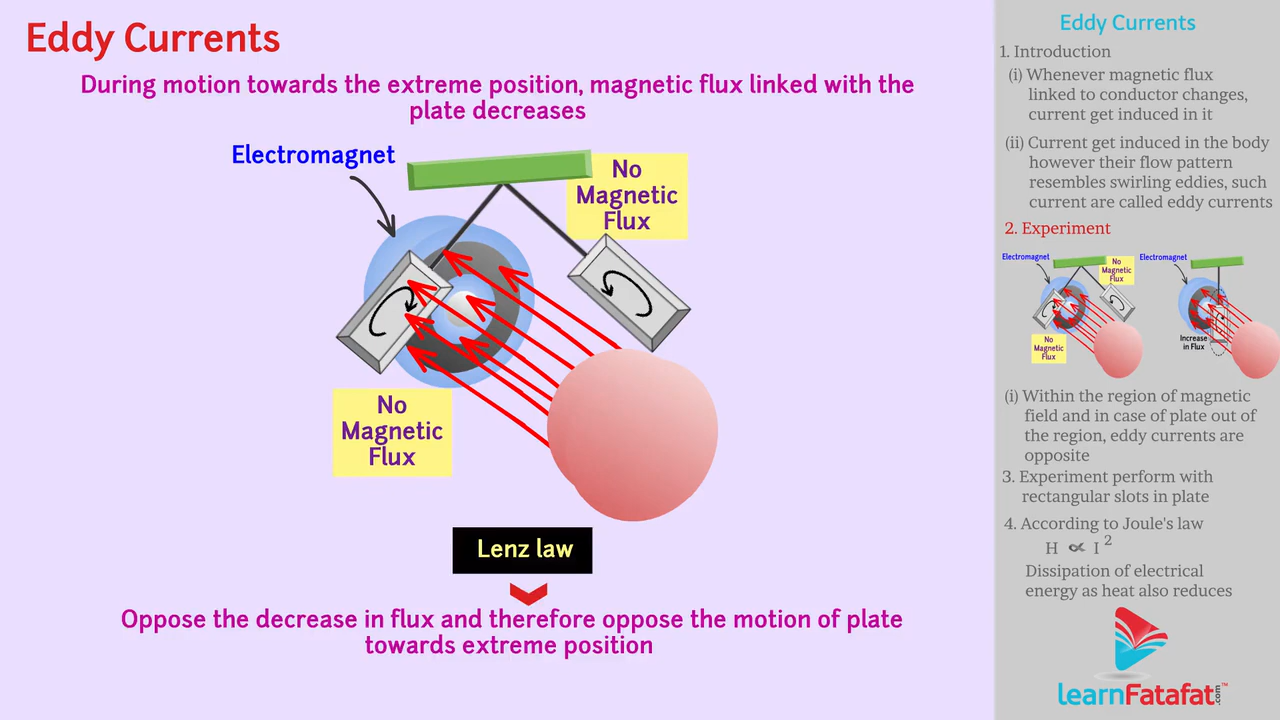 Eddy Currents
During motion towards the extreme position, magnetic flux linked with the
plate decreases
Electromagnet
No
Magnetic
Flux
No
Magnetic
Flux
Lenz law
Oppose the decrease in flux and therefore oppose the motion of plate
towards extreme position
Eddy Currents
1. Introduction
(i) Whenever magnetic flux
linked to conductor changes,
current get induced in it
(ii) Current get induced in the body
however their flow pattern
resembles swirling eddies, such
current are called eddy currents
2. Experiment
Electromagnet
No
Magnetic
Flux
No
Magnetic
Flux
Electromagnet
Increase
in Flux
(i) Within the region of magnetic
field and in case of plate out of
the region, eddy currents are
opposite
3. Experiment perform with
rectangular slots in plate
4. According to Joule's law
H ∝ I²
Dissipation of electrical
energy as heat also reduces
learnFatafat.com™